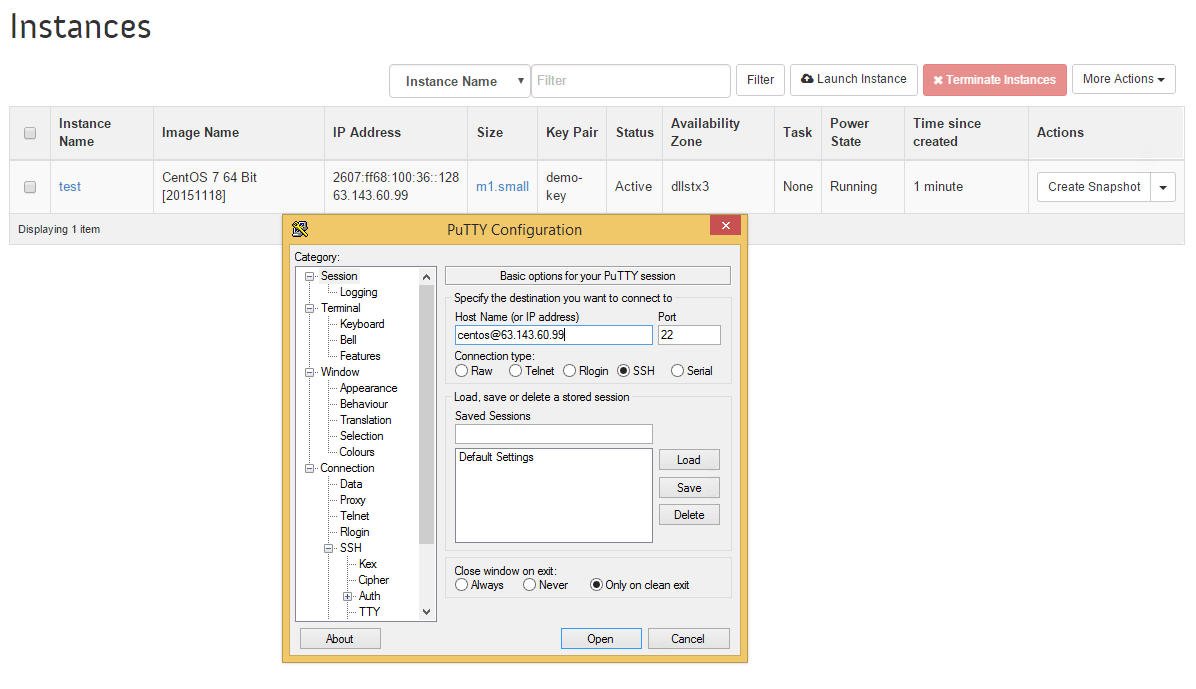 Instances
Instance Name Filter Filter Launch Instance Terminate Instances More Actions
Instance Name Image Name IP Address Size Key Pair Status Availability Zone Task Power State Time since created Actions
test CentOS 7 64 Bit [20151118] 2607:ff68:100:36::128 63.143.60.99 m1.small demo-key Active dllstx3 None Running 1 minute Create Snapshot
Displaying 1 item
PuTTY Configuration
Category:
Session
Logging
Terminal
Keyboard
Bell
Features
Window
Appearance
Behaviour
Translation
Selection
Colours
Connection
Data
Proxy
Telnet
Rlogin
SSH
Kex
Cipher
Auth
TTY
Basic options for your PuTTY session
Specify the destination you want to connect to
Host Name (or IP address) Port
centos@63.143.60.99 22
Connection type:
Raw Telnet Rlogin SSH Serial
Load, save or delete a stored session
Saved Sessions
Default Settings
Load
Save
Delete
Close window on exit:
Always Never Only on clean exit
About Open Cancel